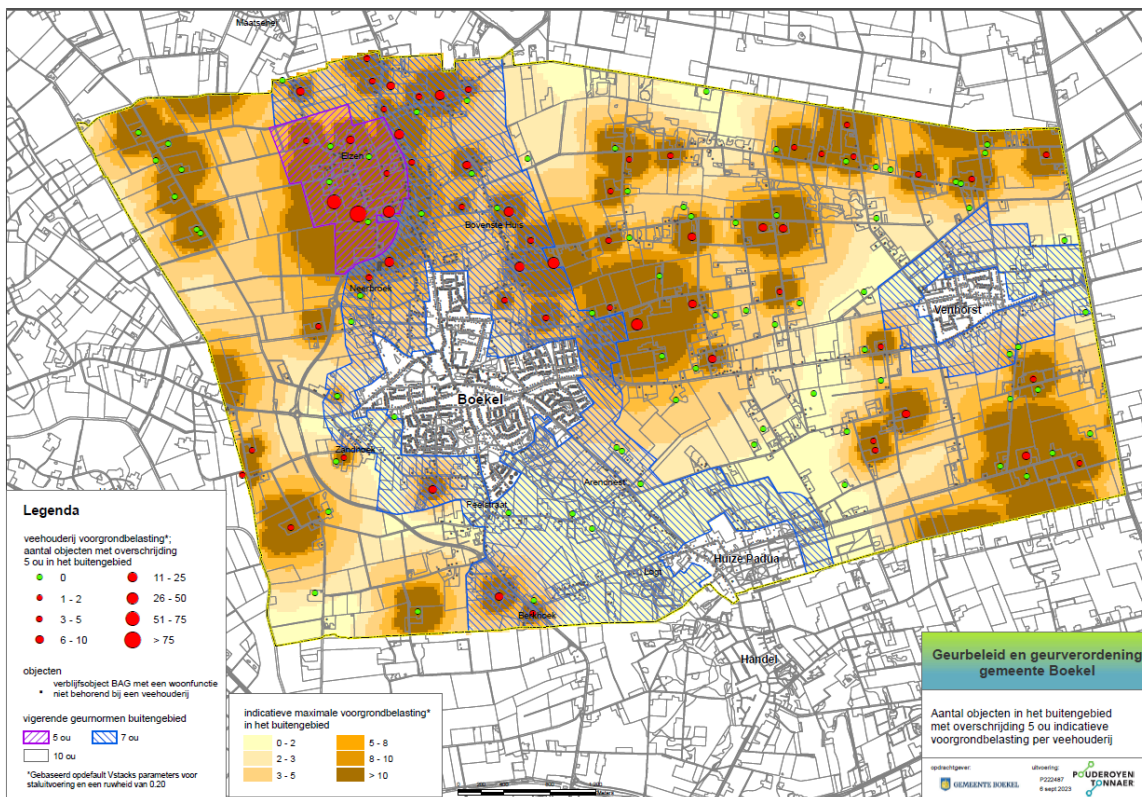 Maatsehei
Elzen
Bovenste Huis
Neerbroek
Venhorst
Boekel
Zandhoek
Arendnest
Peelstraat
Huize Padua
Berkhoek
Handel
Legenda
veehouderij voorgrondbelasting*;
aantal objecten met overschrijding
5 ou in het buitengebied
0
11 - 25
1 - 2
26 - 50
3 - 5
51 - 75
6 - 10
> 75
objecten
verblijfsobject BAG met een woonfunctie
niet behorend bij een veehouderij
vigerende geurnormen buitengebied
5 ou
7 ou
10 ou
*Gebaseerd opdefault Vstacks parameters voor
staluitvoering en een ruwheid van 0.20
indicatieve maximale voorgrondbelasting*
in het buitengebied
0 - 2
5 - 8
2 - 3
8 - 10
3 - 5
> 10
Geurbeleid en geurverordening
gemeente Boekel
Aantal objecten in het buitengebied
met overschrijding 5 ou indicatieve
voorgrondbelasting per veehouderij
opdrachtgever:
uitvoering:
GEMEENTE BOEKEL
P222487
6 sept 2023
POUDEROYEN
TONNAER